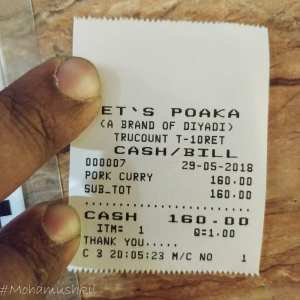 ET'S POAKA
(A BRAND OF DIYADI)
TRUCOUNT T-10RET
CASH/BILL
000007 29-05-2018
PORK CURRY 160.00
SUB_TOT 160.00
CASH 160.00
ITM: 1 Q=1.00
THANK YOU.....
C 3 20:05:23 M/C NO 1
#Mohamushkil